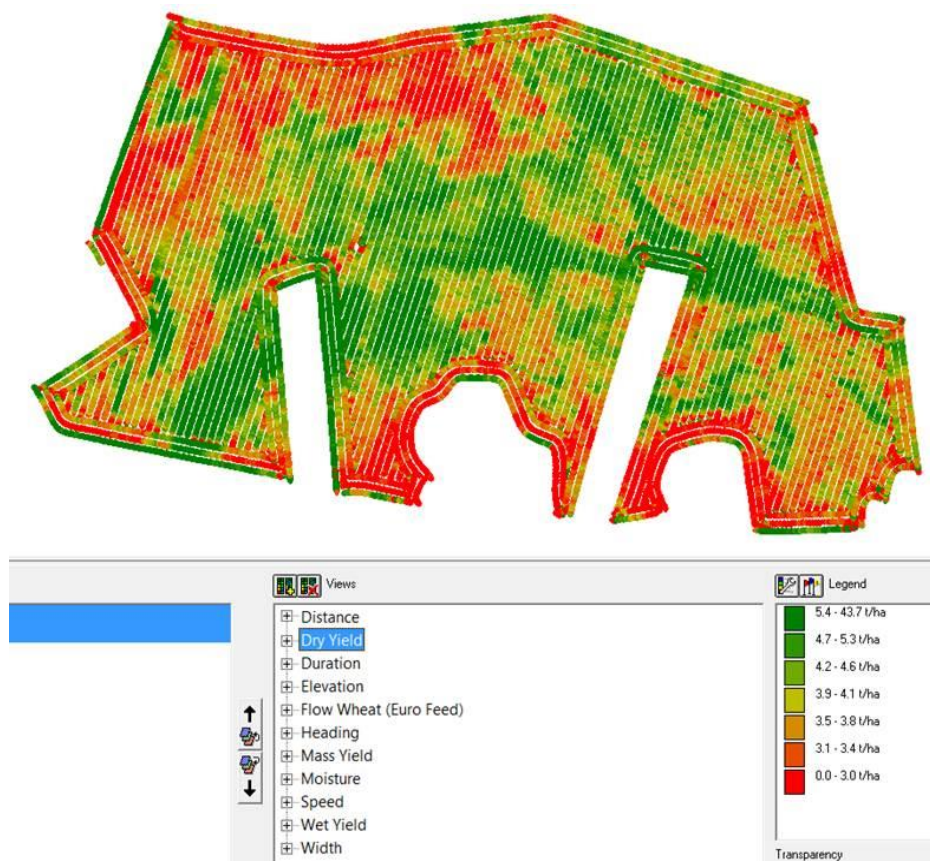 Views
Distance
Dry Yield
Duration
Elevation
Flow Wheat (Euro Feed)
Heading
Mass Yield
Moisture
Speed
Wet Yield
Width
Legend
5.4 - 43.7 t/ha
4.7 - 5.3 t/ha
4.2 - 4.6 t/ha
3.9 - 4.1 t/ha
3.5 - 3.8 t/ha
3.1 - 3.4 t/ha
0.0 - 3.0 t/ha
Transparency